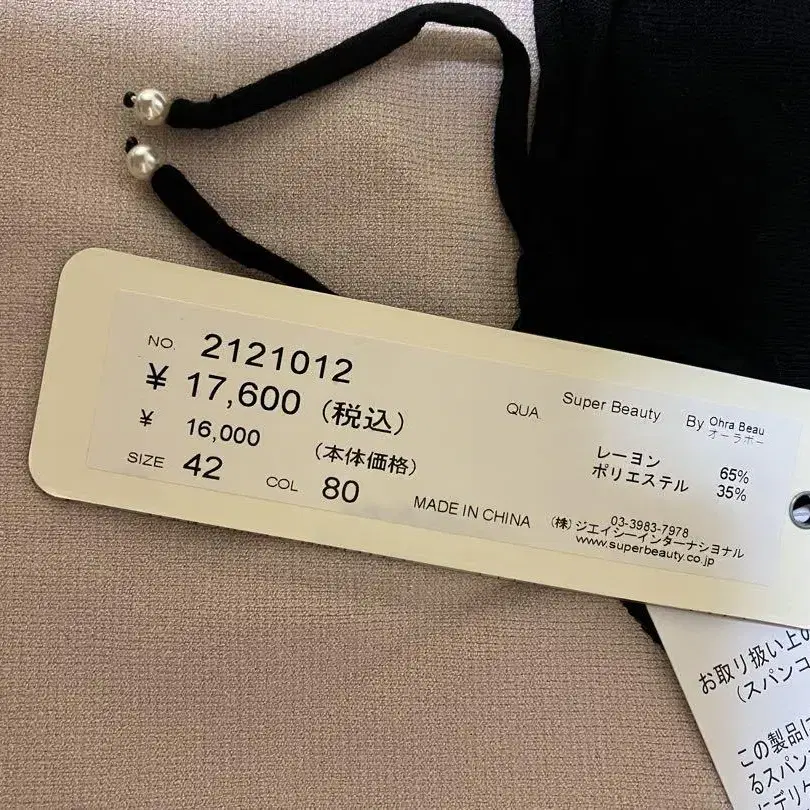 NO. 2121012
¥ 17,600 (税込)
¥ 16,000 (本体価格)
SIZE 42 COL 80
QUA Super Beauty By Ohra Beau
オーラボー
レーヨン 65%
ポリエステル 35%
MADE IN CHINA
03-3983-7978
(株)ジエイシーインターナショナル
www.superbeauty.co.jp
お取り扱い上の
(スパンコ
この製品に
るスパン